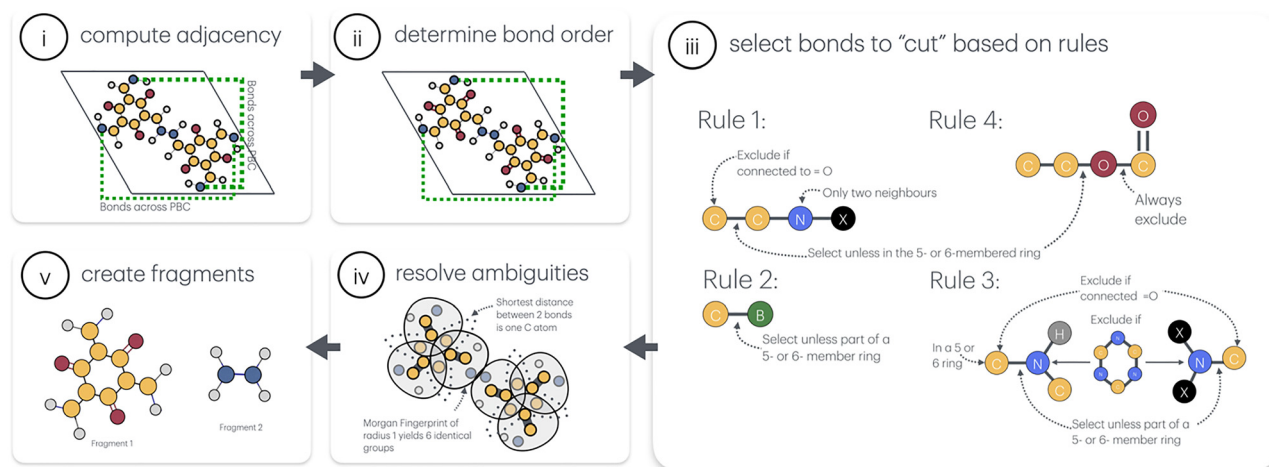 i compute adjacency
Bonds across PBC
Bonds across PBC
ii determine bond order
iii select bonds to “cut” based on rules
Rule 1:
Exclude if
connected to = O
Only two neighbours
C C N X
Select unless in the 5- or 6-membered ring
Rule 4:
O
C C O C
Always
exclude
Rule 2:
C B
Select unless part of a
5- or 6- member ring
Rule 3:
Exclude if
connected =O
Exclude if
In a 5 or
6 ring
H
C N
C
N
C C
N N
C
X
N C
X
Select unless part of a
5- or 6- member ring
iv resolve ambiguities
Shortest distance
between 2 bonds
is one C atom
Morgan Fingerprint of
radius 1 yields 6 identical
groups
v create fragments
Fragment 1
Fragment 2